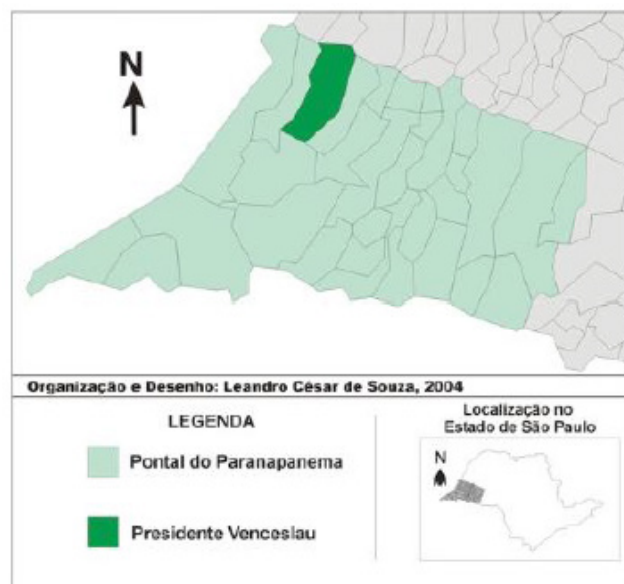 N
Organização e Desenho: Leandro César de Souza, 2004
LEGENDA
Pontal do Paranapanema
Presidente Venceslau
Localização no
Estado de São Paulo
N